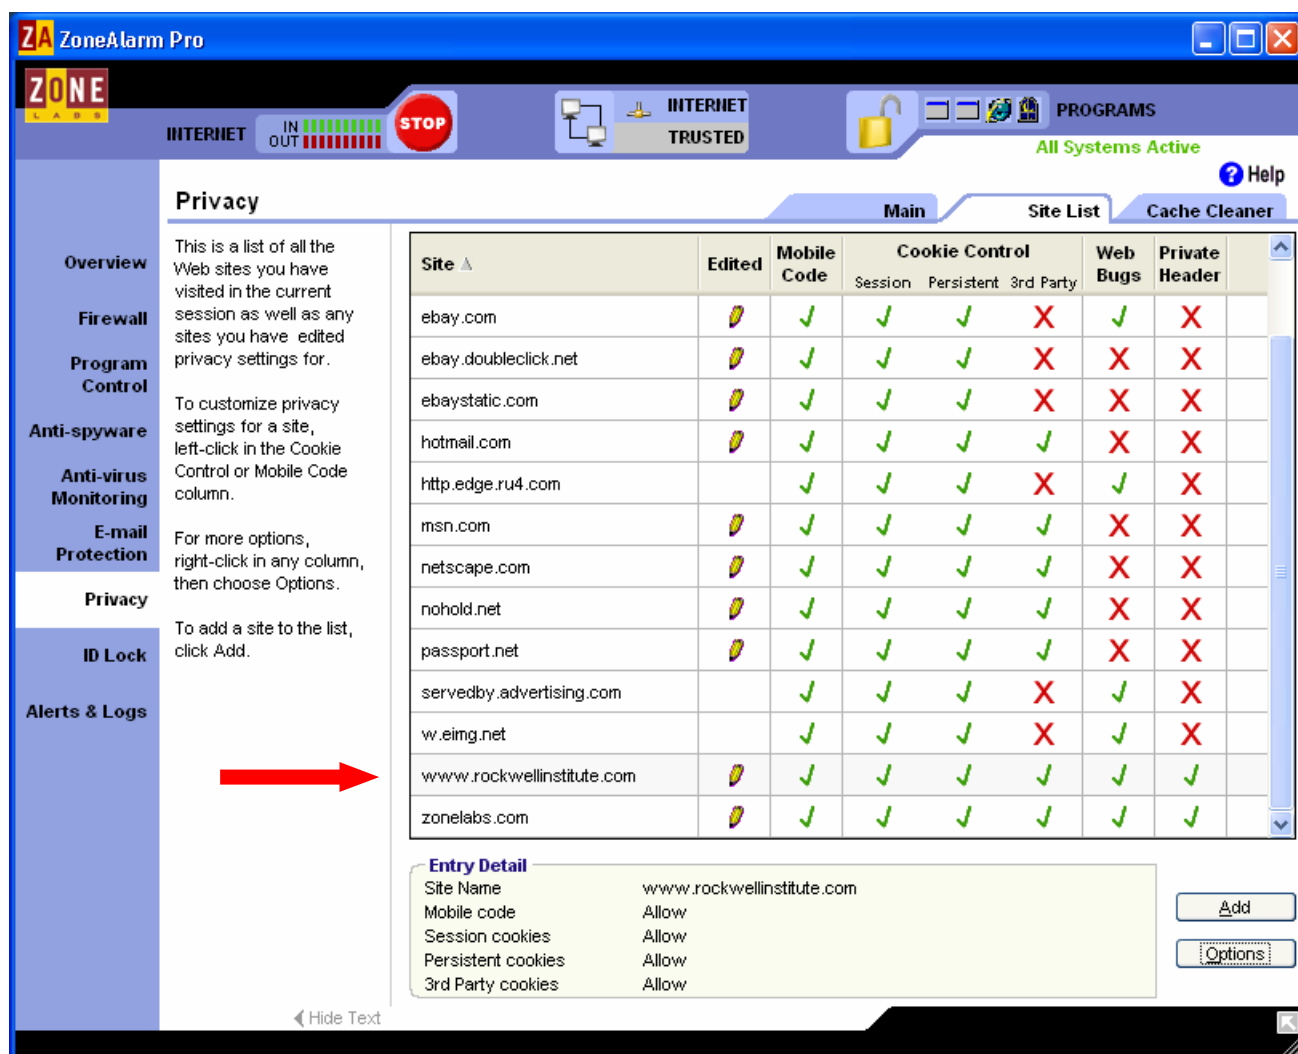 ZA ZoneAlarm Pro
ZONE
LABS
INTERNET IN OUT STOP
INTERNET
TRUSTED
PROGRAMS
All Systems Active
? Help
Privacy
Main Site List Cache Cleaner
Overview
Firewall
Program
Control
Anti-spyware
Anti-virus
Monitoring
E-mail
Protection
Privacy
ID Lock
Alerts & Logs
This is a list of all the
Web sites you have
visited in the current
session as well as any
sites you have edited
privacy settings for.
To customize privacy
settings for a site,
left-click in the Cookie
Control or Mobile Code
column.
For more options,
right-click in any column,
then choose Options.
To add a site to the list,
click Add.
Site Edited Mobile Code Cookie Control Web Bugs Private Header
Session Persistent 3rd Party
ebay.com
ebay.doubleclick.net
ebaystatic.com
hotmail.com
http.edge.ru4.com
msn.com
netscape.com
nohold.net
passport.net
servedby.advertising.com
w.eimg.net
www.rockwellinstitute.com
zonelabs.com
Entry Detail
Site Name www.rockwellinstitute.com
Mobile code Allow
Session cookies Allow
Persistent cookies Allow
3rd Party cookies Allow
Add
Options
Hide Text